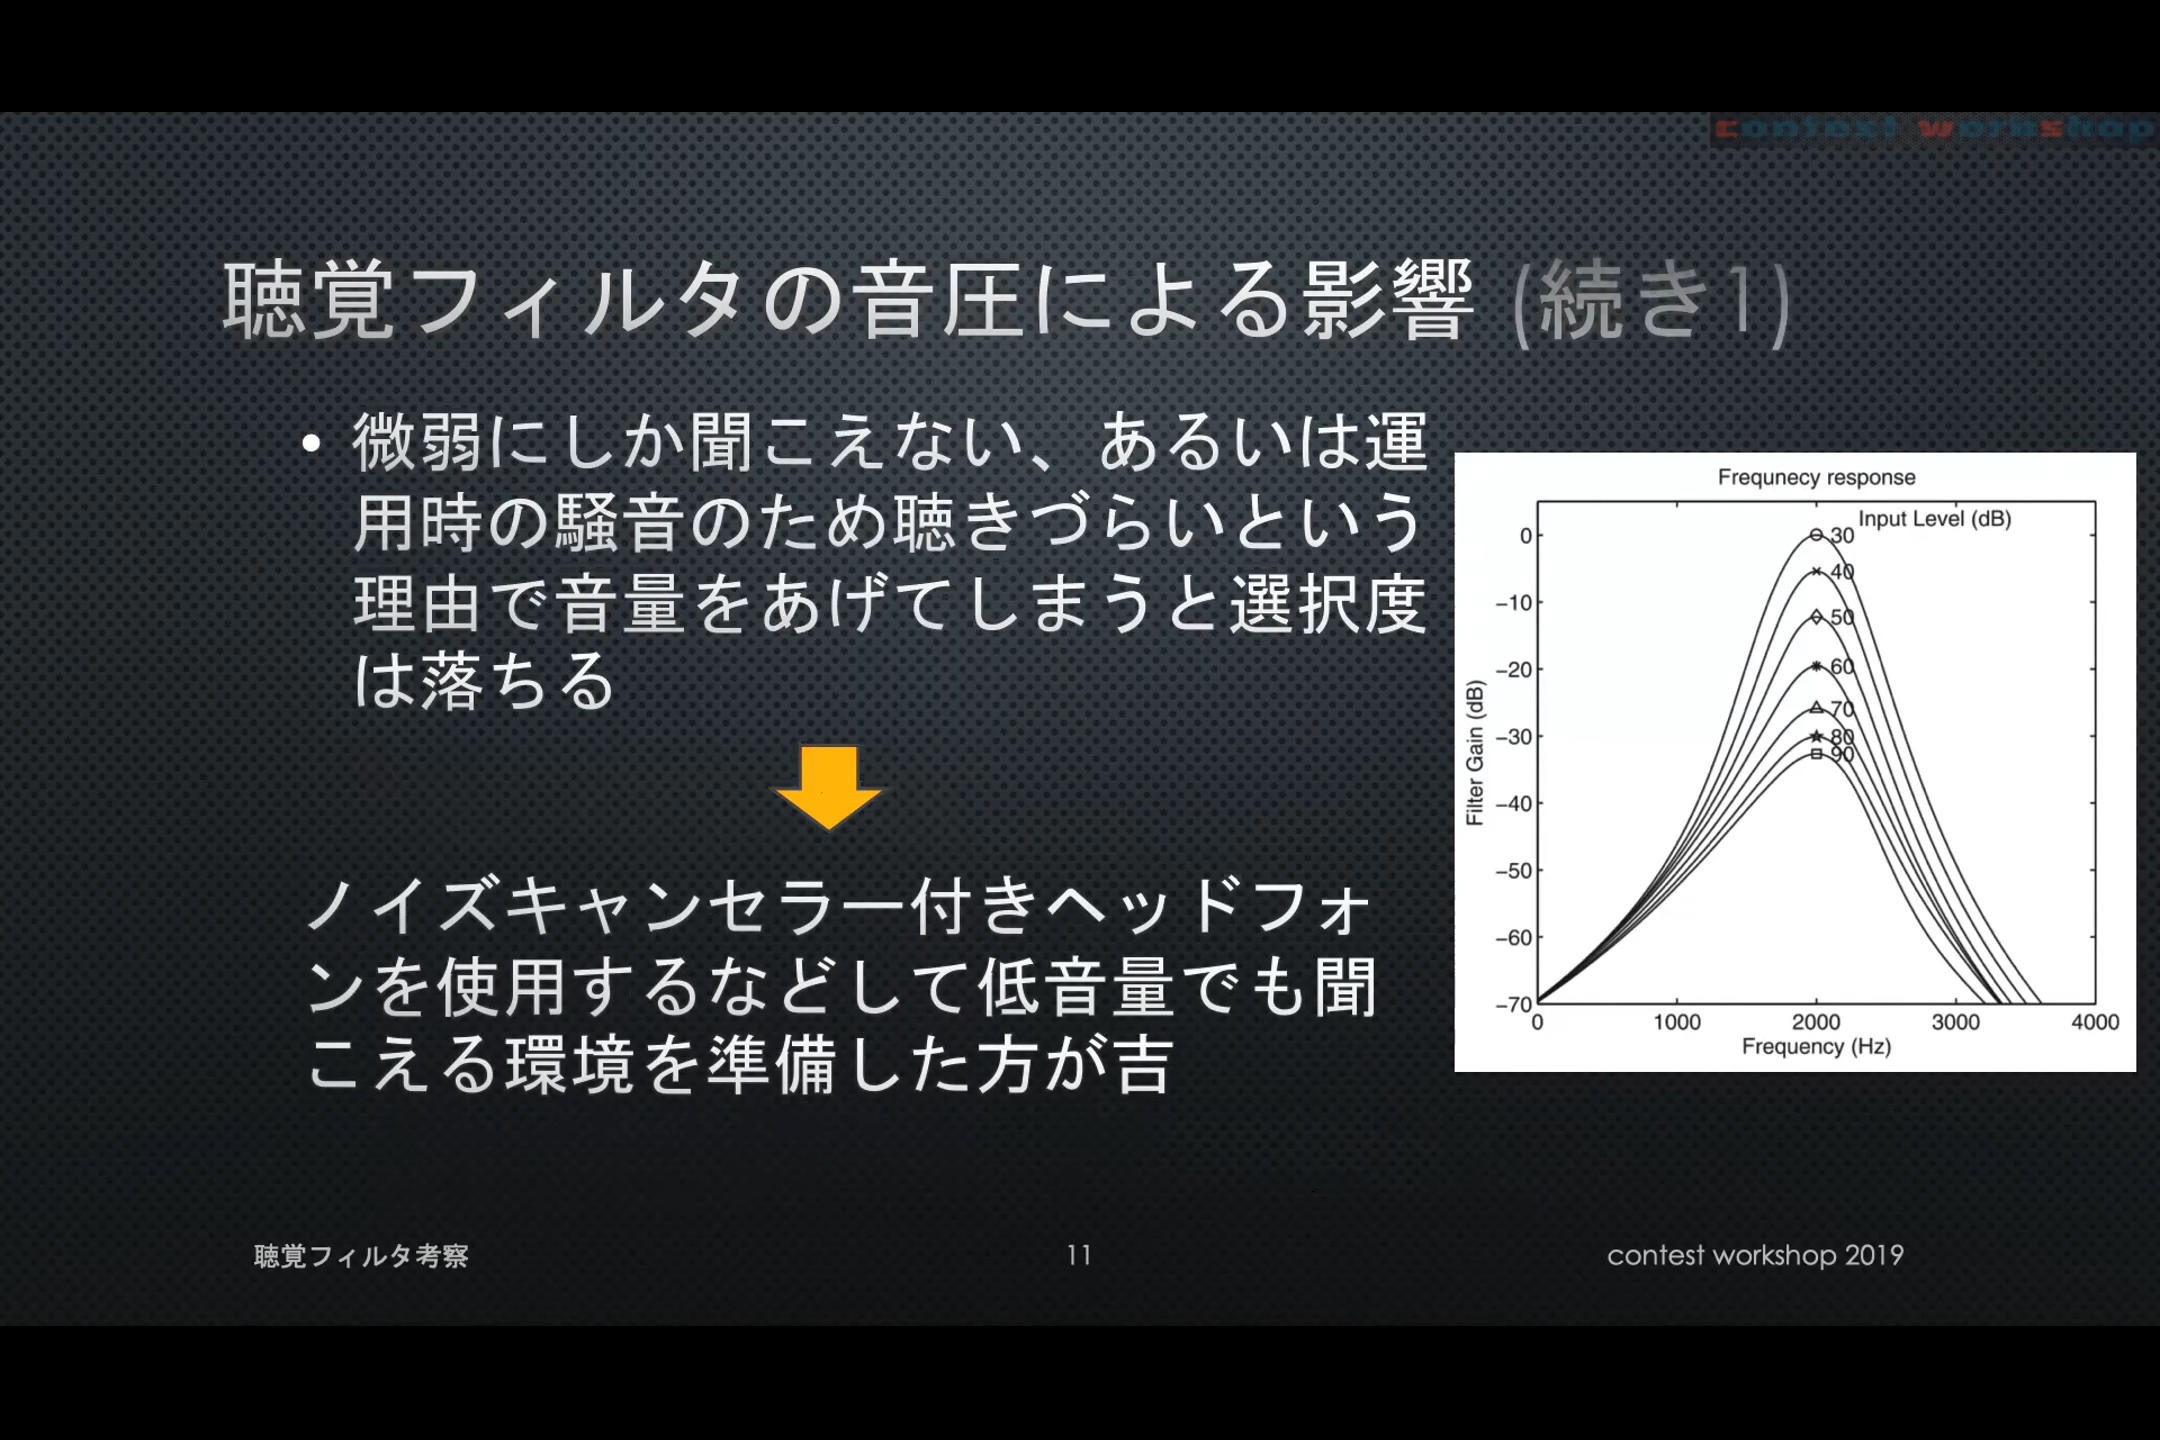 contest workshop
聴覚フィルタの音圧による影響 (続き1)
• 微弱にしか聞こえない、あるいは運
用時の騒音のため聴きづらいという
理由で音量をあげてしまうと選択度
は落ちる
ノイズキャンセラー付きヘッドフォ
ンを使用するなどして低音量でも聞
こえる環境を準備した方が吉
Frequnecy response
Input Level (dB)
30
40
50
60
70
80
90
Filter Gain (dB)
0
−10
−20
−30
−40
−50
−60
−70
0 1000 2000 3000 4000
Frequency (Hz)
聴覚フィルタ考察
11
contest workshop 2019